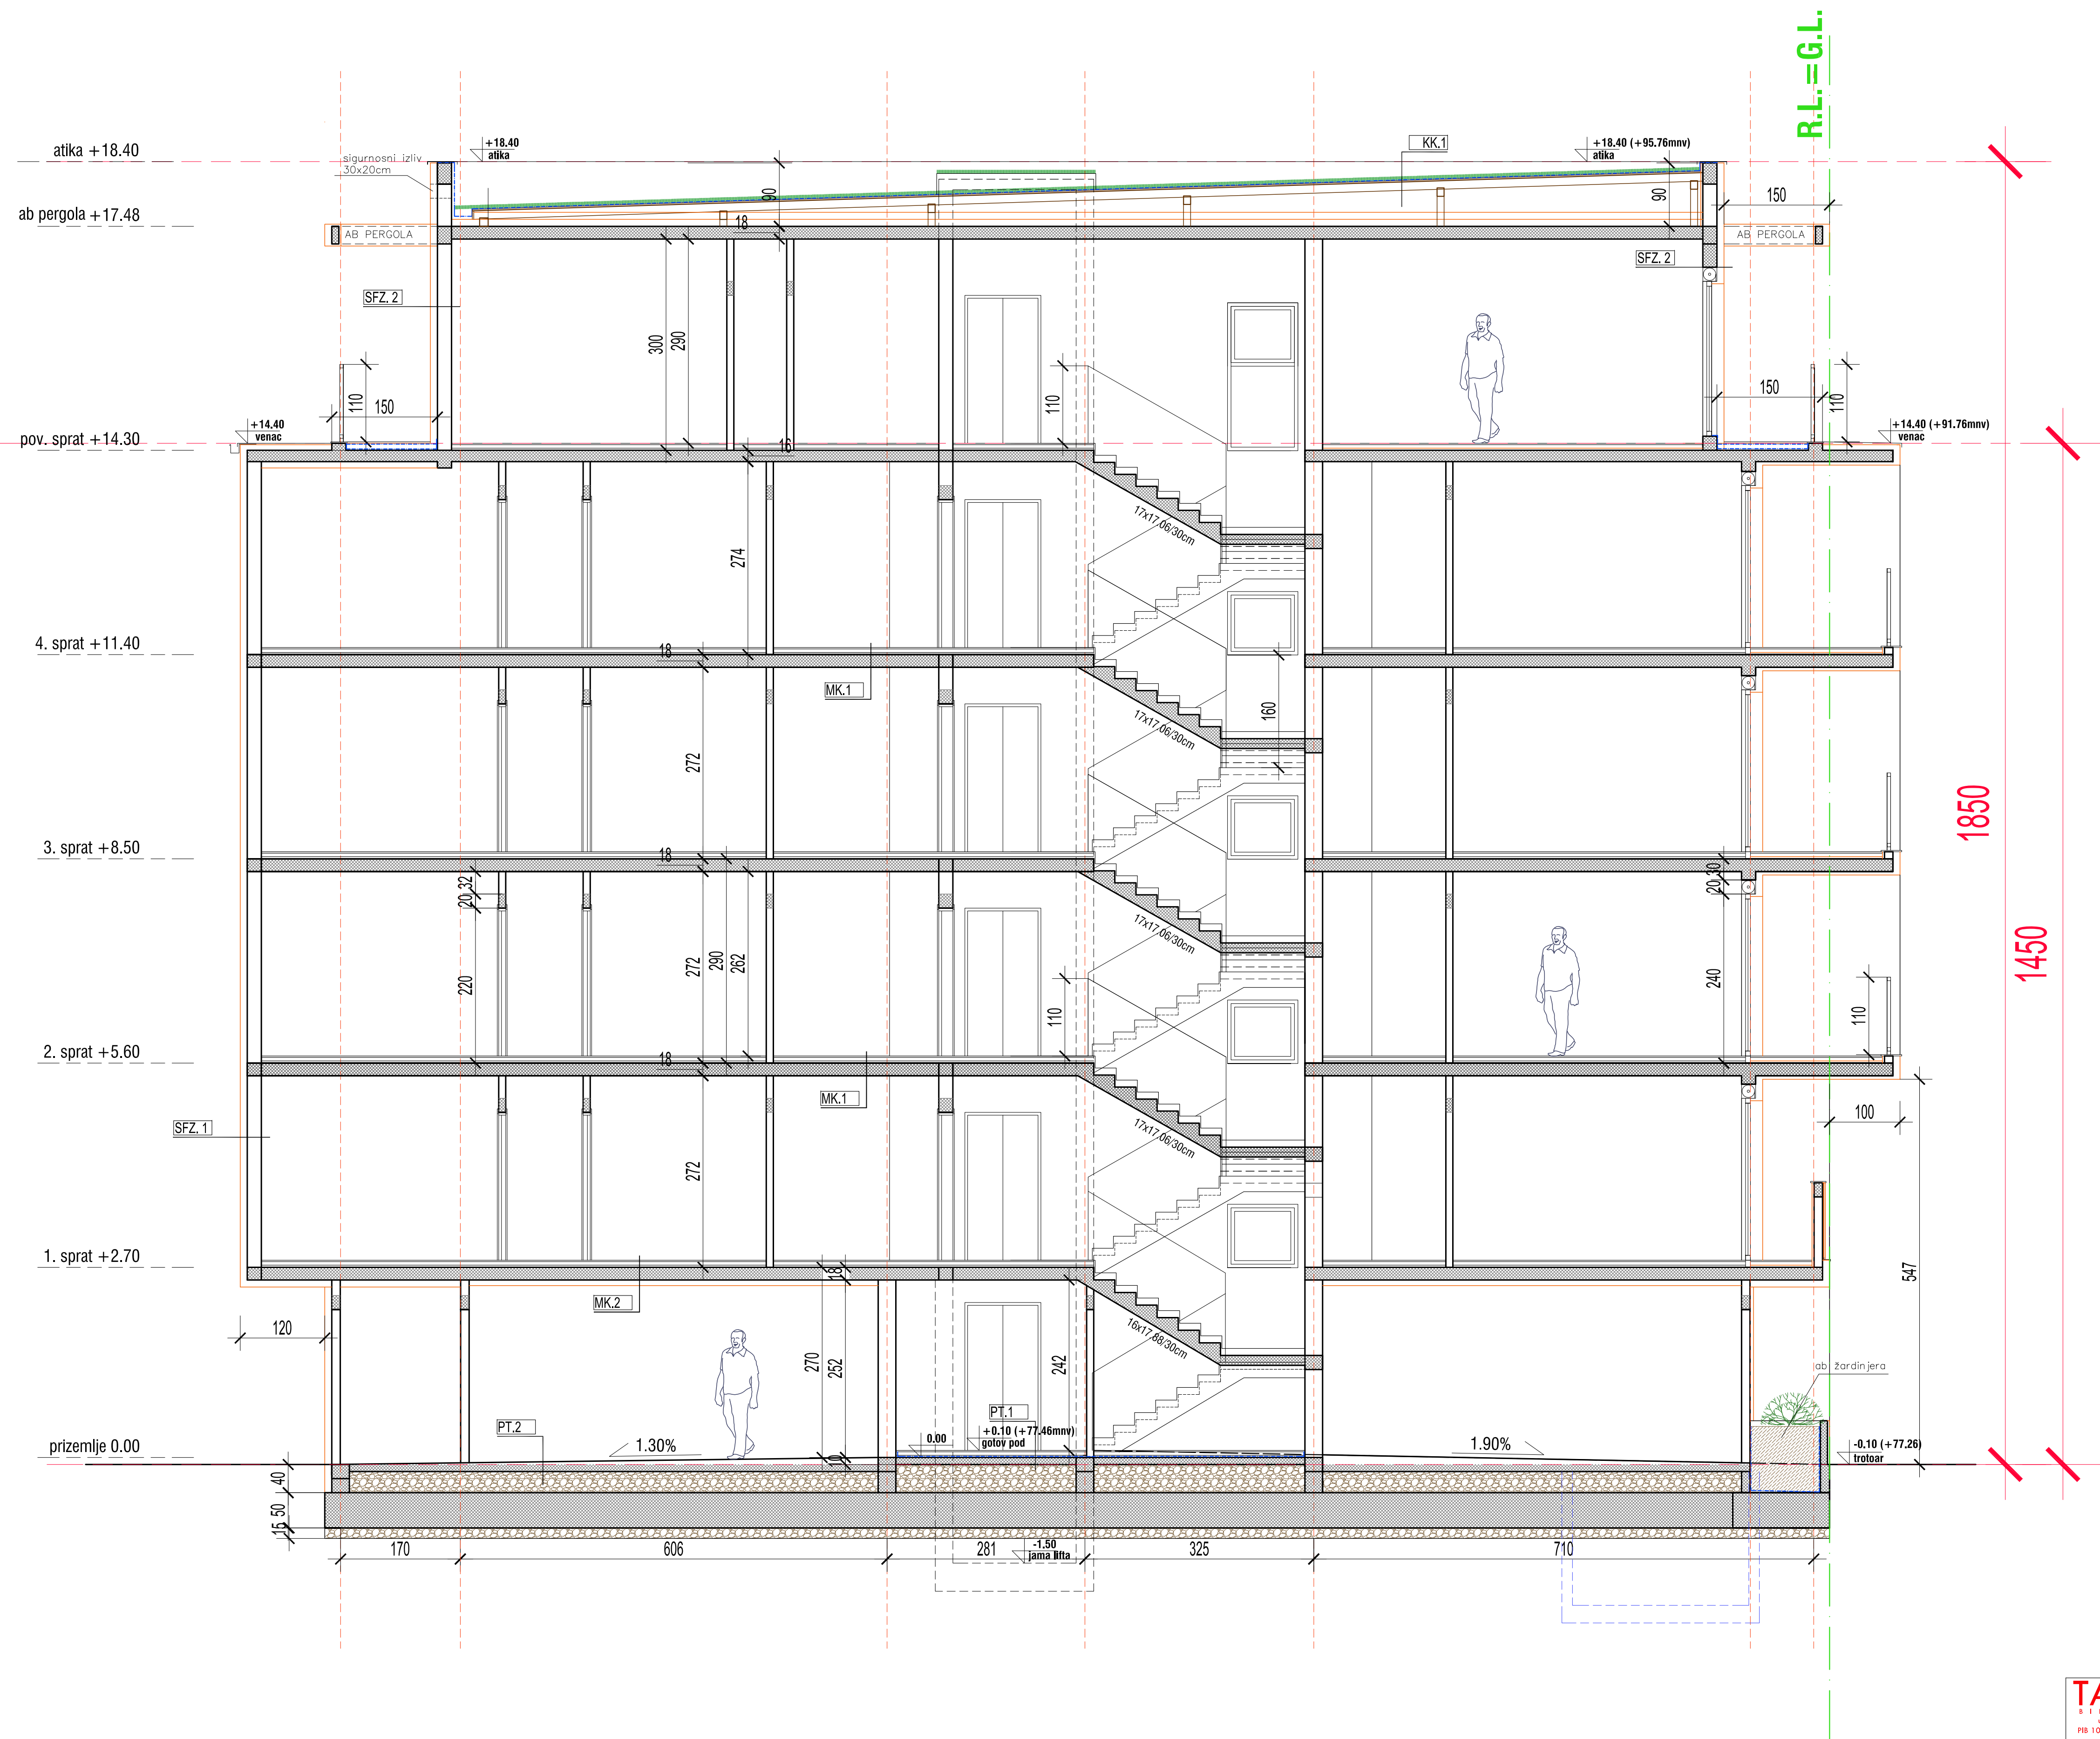 R.L.=G.L.
atika +18.40
sigurnosni izliv
30x20cm
+18.40
atika
KK.1
+18.40 (+95.76mnv)
atika
90
90
150
ab pergola +17.48
AB PERGOLA
18
AB PERGOLA
SFZ. 2
SFZ. 2
300
290
110
150
110
150
110
+14.40
venac
+14.40 (+91.76mnv)
venac
pov. sprat +14.30
16
17x17,06/30cm
274
4. sprat +11.40
18
MK.1
17x17,06/30cm
160
272
1850
3. sprat +8.50
18
20 32
20 30
17x17,06/30cm
220
272
290
262
110
240
110
1450
2. sprat +5.60
18
MK.1
SFZ. 1
17x17,06/30cm
100
272
547
1. sprat +2.70
18
MK.2
120
16x17,88/30cm
270
252
242
ab žardinjera
PT.2
PT.1
+0.10 (+77.46mnv)
gotov pod
0.00
1.30%
1.90%
-0.10 (+77.26)
trotoar
prizemlje 0.00
10
40
50
15
170
606
281
-1.50
jama lifta
325
710
TA
B I
PIB 10